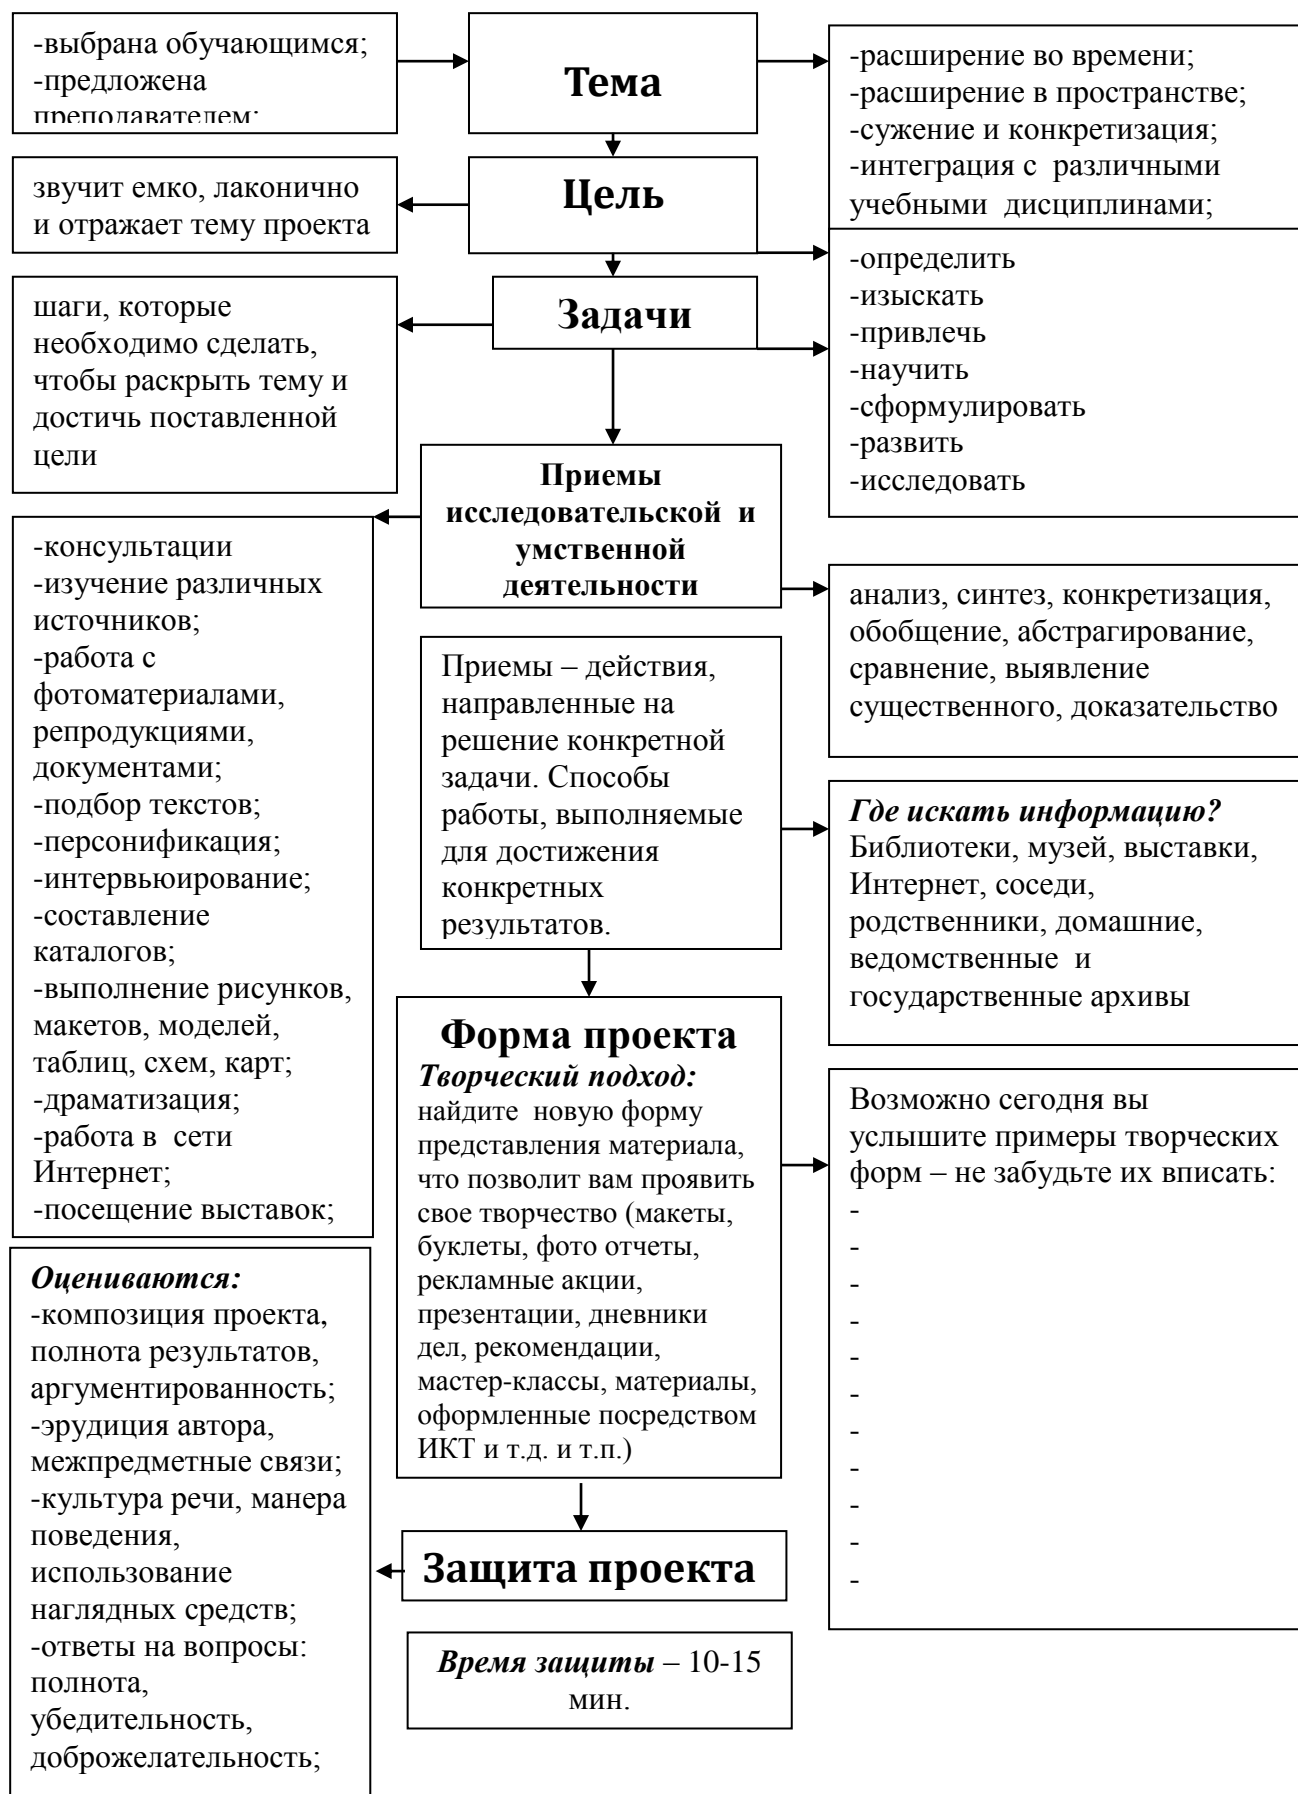 -выбрана обучающимся;
-предложена
преподавателем;
Тема
-расширение во времени;
-расширение в пространстве;
-сужение и конкретизация;
-интеграция с различными
учебными дисциплинами;
звучит емко, лаконично
и отражает тему проекта
Цель
шаги, которые
необходимо сделать,
чтобы раскрыть тему и
достичь поставленной
цели
Задачи
-определить
-изыскать
-привлечь
-научить
-сформулировать
-развить
-исследовать
Приемы
исследовательской и
умственной
деятельности
-консультации
-изучение различных
источников;
-работа с
фотоматериалами,
репродукциями,
документами;
-подбор текстов;
-персонификация;
-интервьюирование;
-составление
каталогов;
-выполнение рисунков,
макетов, моделей,
таблиц, схем, карт;
-драматизация;
-работа в сети
Интернет;
-посещение выставок;
анализ, синтез, конкретизация,
обобщение, абстрагирование,
сравнение, выявление
существенного, доказательство
Приемы – действия,
направленные на
решение конкретной
задачи. Способы
работы, выполняемые
для достижения
конкретных
результатов.
Где искать информацию?
Библиотеки, музей, выставки,
Интернет, соседи,
родственники, домашние,
ведомственные и
государственные архивы
Форма проекта
Творческий подход:
найдите новую форму
представления материала,
что позволит вам проявить
свое творчество (макеты,
буклеты, фото отчеты,
рекламные акции,
презентации, дневники
дел, рекомендации,
мастер-классы, материалы,
оформленные посредством
ИКТ и т.д. и т.п.)
Возможно сегодня вы
услышите примеры творческих
форм – не забудьте их вписать:
-
-
-
-
-
-
-
-
-
-
-
Оцениваются:
-композиция проекта,
полнота результатов,
аргументированность;
-эрудиция автора,
межпредметные связи;
-культура речи, манера
поведения,
использование
наглядных средств;
-ответы на вопросы:
полнота,
убедительность,
доброжелательность;
Защита проекта
Время защиты – 10-15
мин.